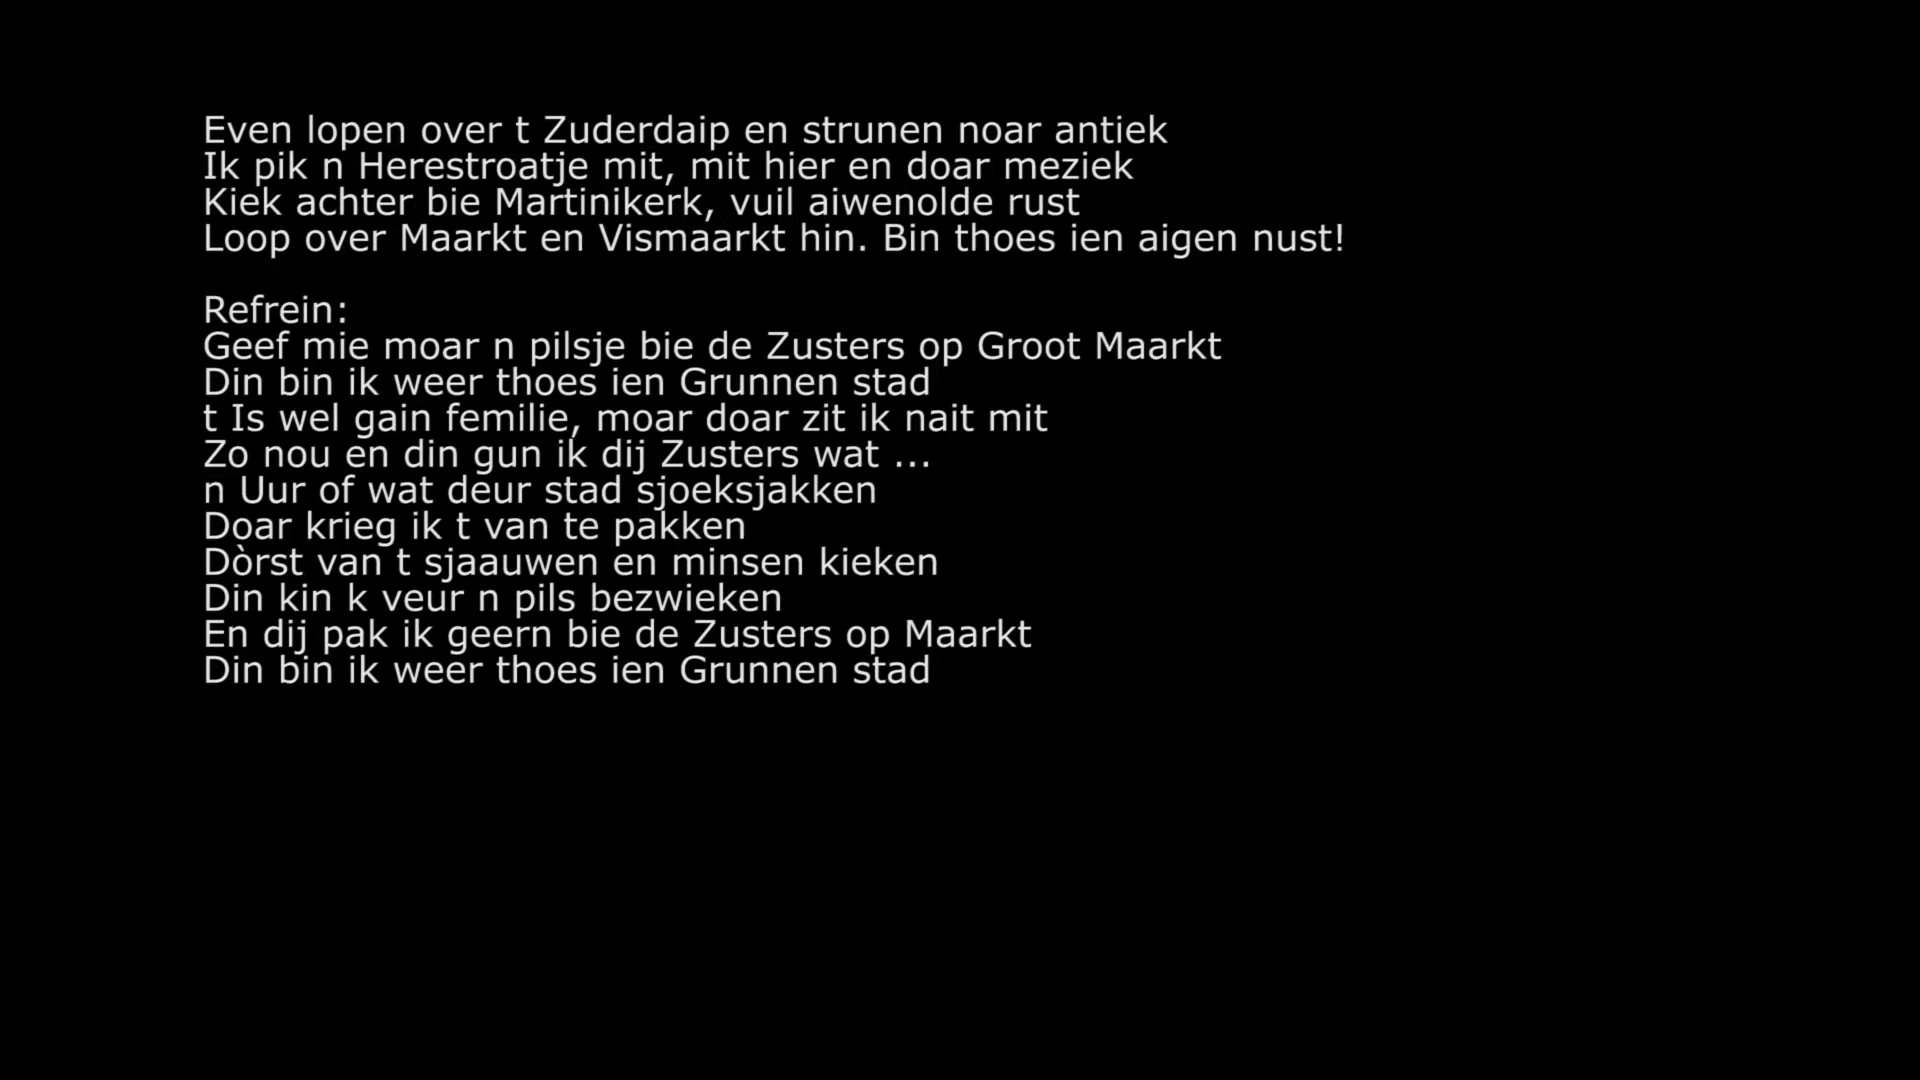 Even lopen over t Zuderdaip en strunen noar antiek
Ik pik n Herestroatje mit, mit hier en doar meziek
Kiek achter bie Martinikerk, vuil aiwenolde rust
Loop over Maarkt en Vismaarkt hin. Bin thoes ien aigen nust!
Refrein:
Geef mie moar n pilsje bie de Zusters op Groot Maarkt
Din bin ik weer thoes ien Grunnen stad
t Is wel gain femilie, moar doar zit ik nait mit
Zo nou en din gun ik dij Zusters wat ...
n Uur of wat deur stad sjoeksjakken
Doar krieg ik t van te pakken
Dòrst van t sjaauwen en minsen kieken
Din kin k veur n pils bezwieken
En dij pak ik geern bie de Zusters op Maarkt
Din bin ik weer thoes ien Grunnen stad